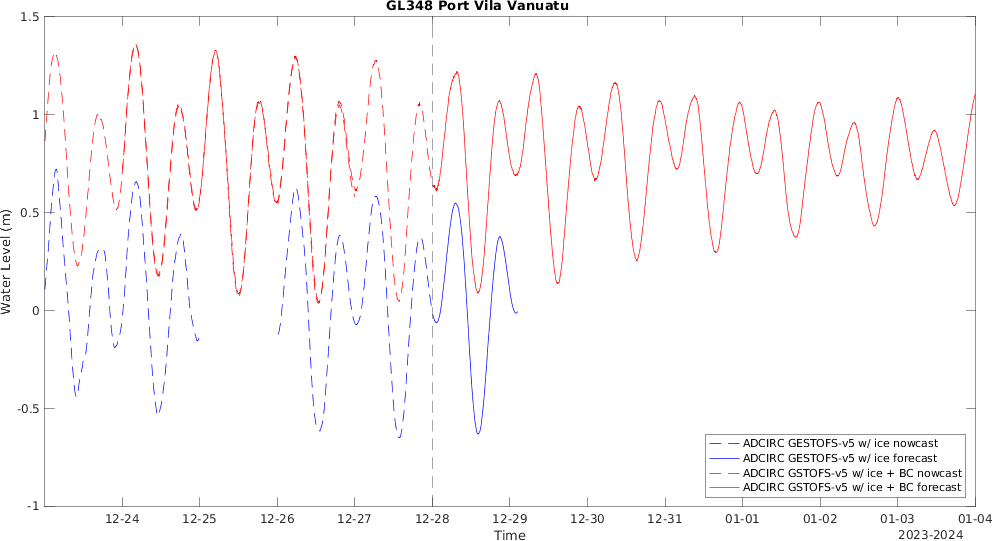 GL348 Port Vila Vanuatu
1.5
1
0.5
0
-0.5
-1
Water Level (m)
12-24 12-25 12-26 12-27 12-28 12-29 12-30 12-31 01-01 01-02 01-03 01-04
Time
2023-2024
ADCIRC GESTOFS-v5 w/ ice nowcast
ADCIRC GESTOFS-v5 w/ ice forecast
ADCIRC GSTOFS-v5 w/ ice + BC nowcast
ADCIRC GSTOFS-v5 w/ ice + BC forecast